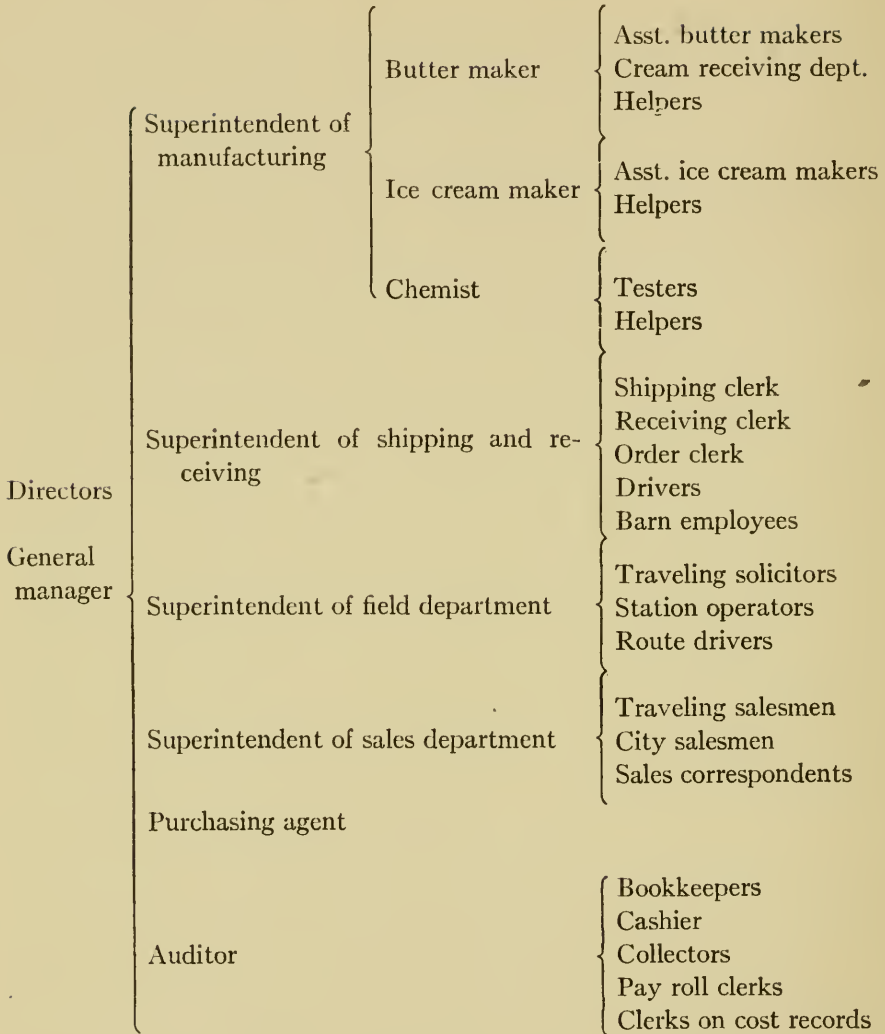 Directors
General
manager
Superintendent of
manufacturing
Butter maker
Asst. butter makers
Cream receiving dept.
Helpers
Ice cream maker
Asst. ice cream makers
Helpers
Chemist
Testers
Helpers
Superintendent of shipping and re-
ceiving
Shipping clerk
Receiving clerk
Order clerk
Drivers
Barn employees
Superintendent of field department
Traveling solicitors
Station operators
Route drivers
Superintendent of sales department
Traveling salesmen
City salesmen
Sales correspondents
Purchasing agent
Auditor
Bookkeepers
Cashier
Collectors
Pay roll clerks
Clerks on cost records